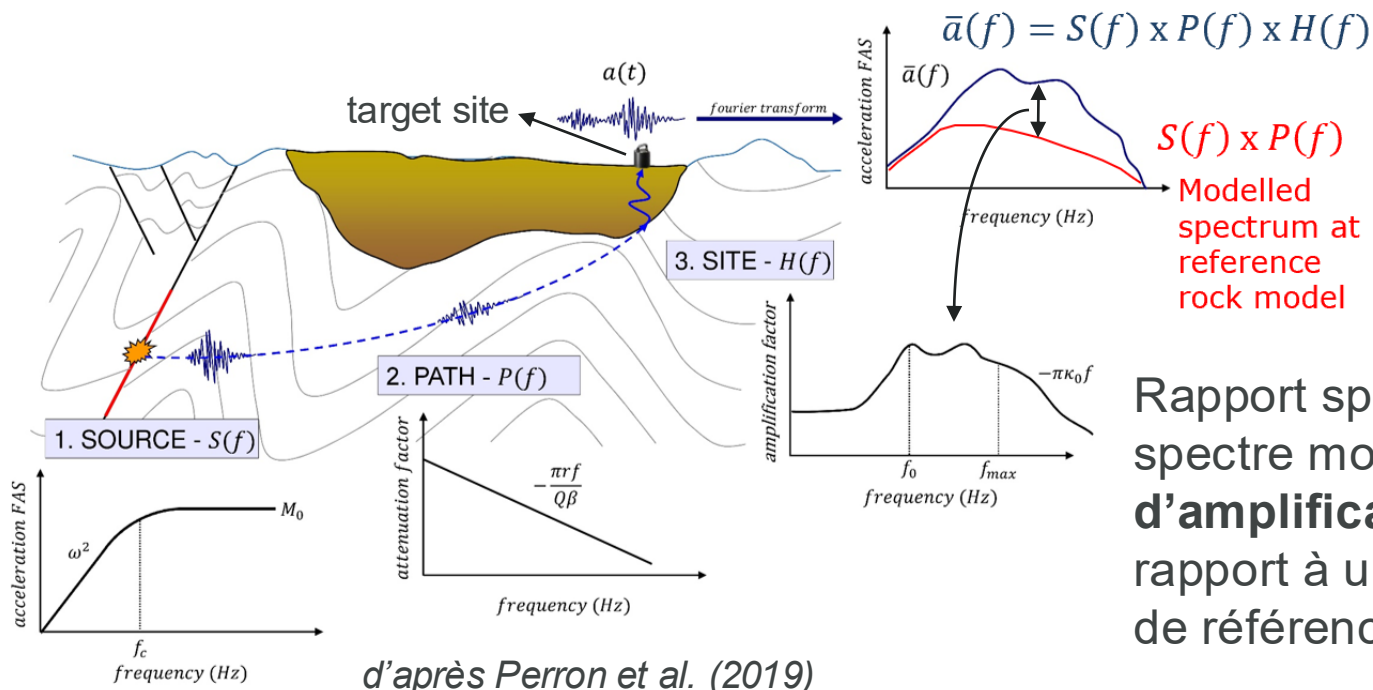 a̅(f) = S(f) x P(f) x H(f)
acceleration FAS
a̅(f)
a(t)
fourier transform
target site
S(f) x P(f)
frequency (Hz)
Modelled
spectrum at
reference
rock model
3. SITE - H(f)
amplification factor
−πκ₀f
f₀
f_max
frequency (Hz)
2. PATH - P(f)
attenuation factor
−πrf/Qβ
frequency (Hz)
1. SOURCE - S(f)
acceleration FAS
ω²
M₀
f_c
frequency (Hz)
Rapport sp
spectre mo
d’amplifica
rapport à u
de référenc
d’après Perron et al. (2019)